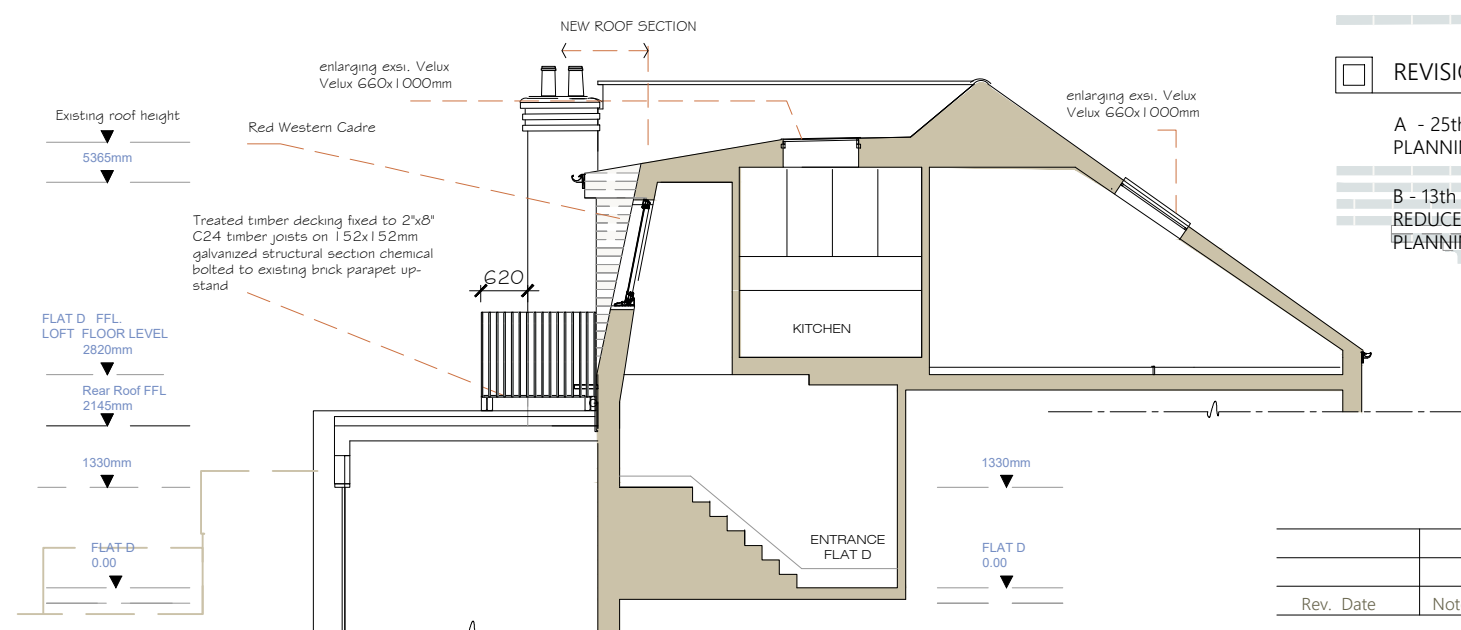 NEW ROOF SECTION
enlarging exsi. Velux
Velux 660x1000mm
enlarging exsi. Velux
Velux 660x1000mm
Existing roof height
5365mm
Red Western Cadre
Treated timber decking fixed to 2"x8"
C24 timber joists on 152x152mm
galvanized structural section chemical
bolted to existing brick parapet up-
stand
620
FLAT D FFL.
LOFT FLOOR LEVEL
2820mm
Rear Roof FFL
2145mm
1330mm
FLAT D
0.00
KITCHEN
ENTRANCE
FLAT D
1330mm
FLAT D
0.00
A - 25th
B - 13th
REDUCE
Rev. Date
Not